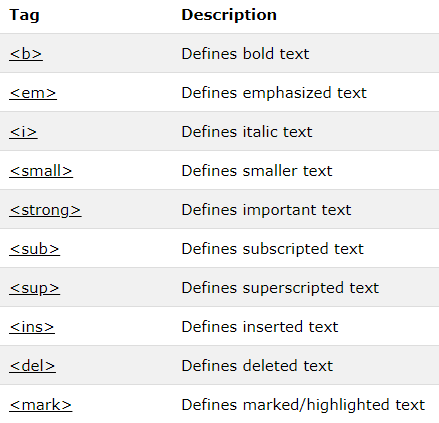 Tag Description
<b> Defines bold text
<em> Defines emphasized text
<i> Defines italic text
<small> Defines smaller text
<strong> Defines important text
<sub> Defines subscripted text
<sup> Defines superscripted text
<ins> Defines inserted text
<del> Defines deleted text
<mark> Defines marked/highlighted text